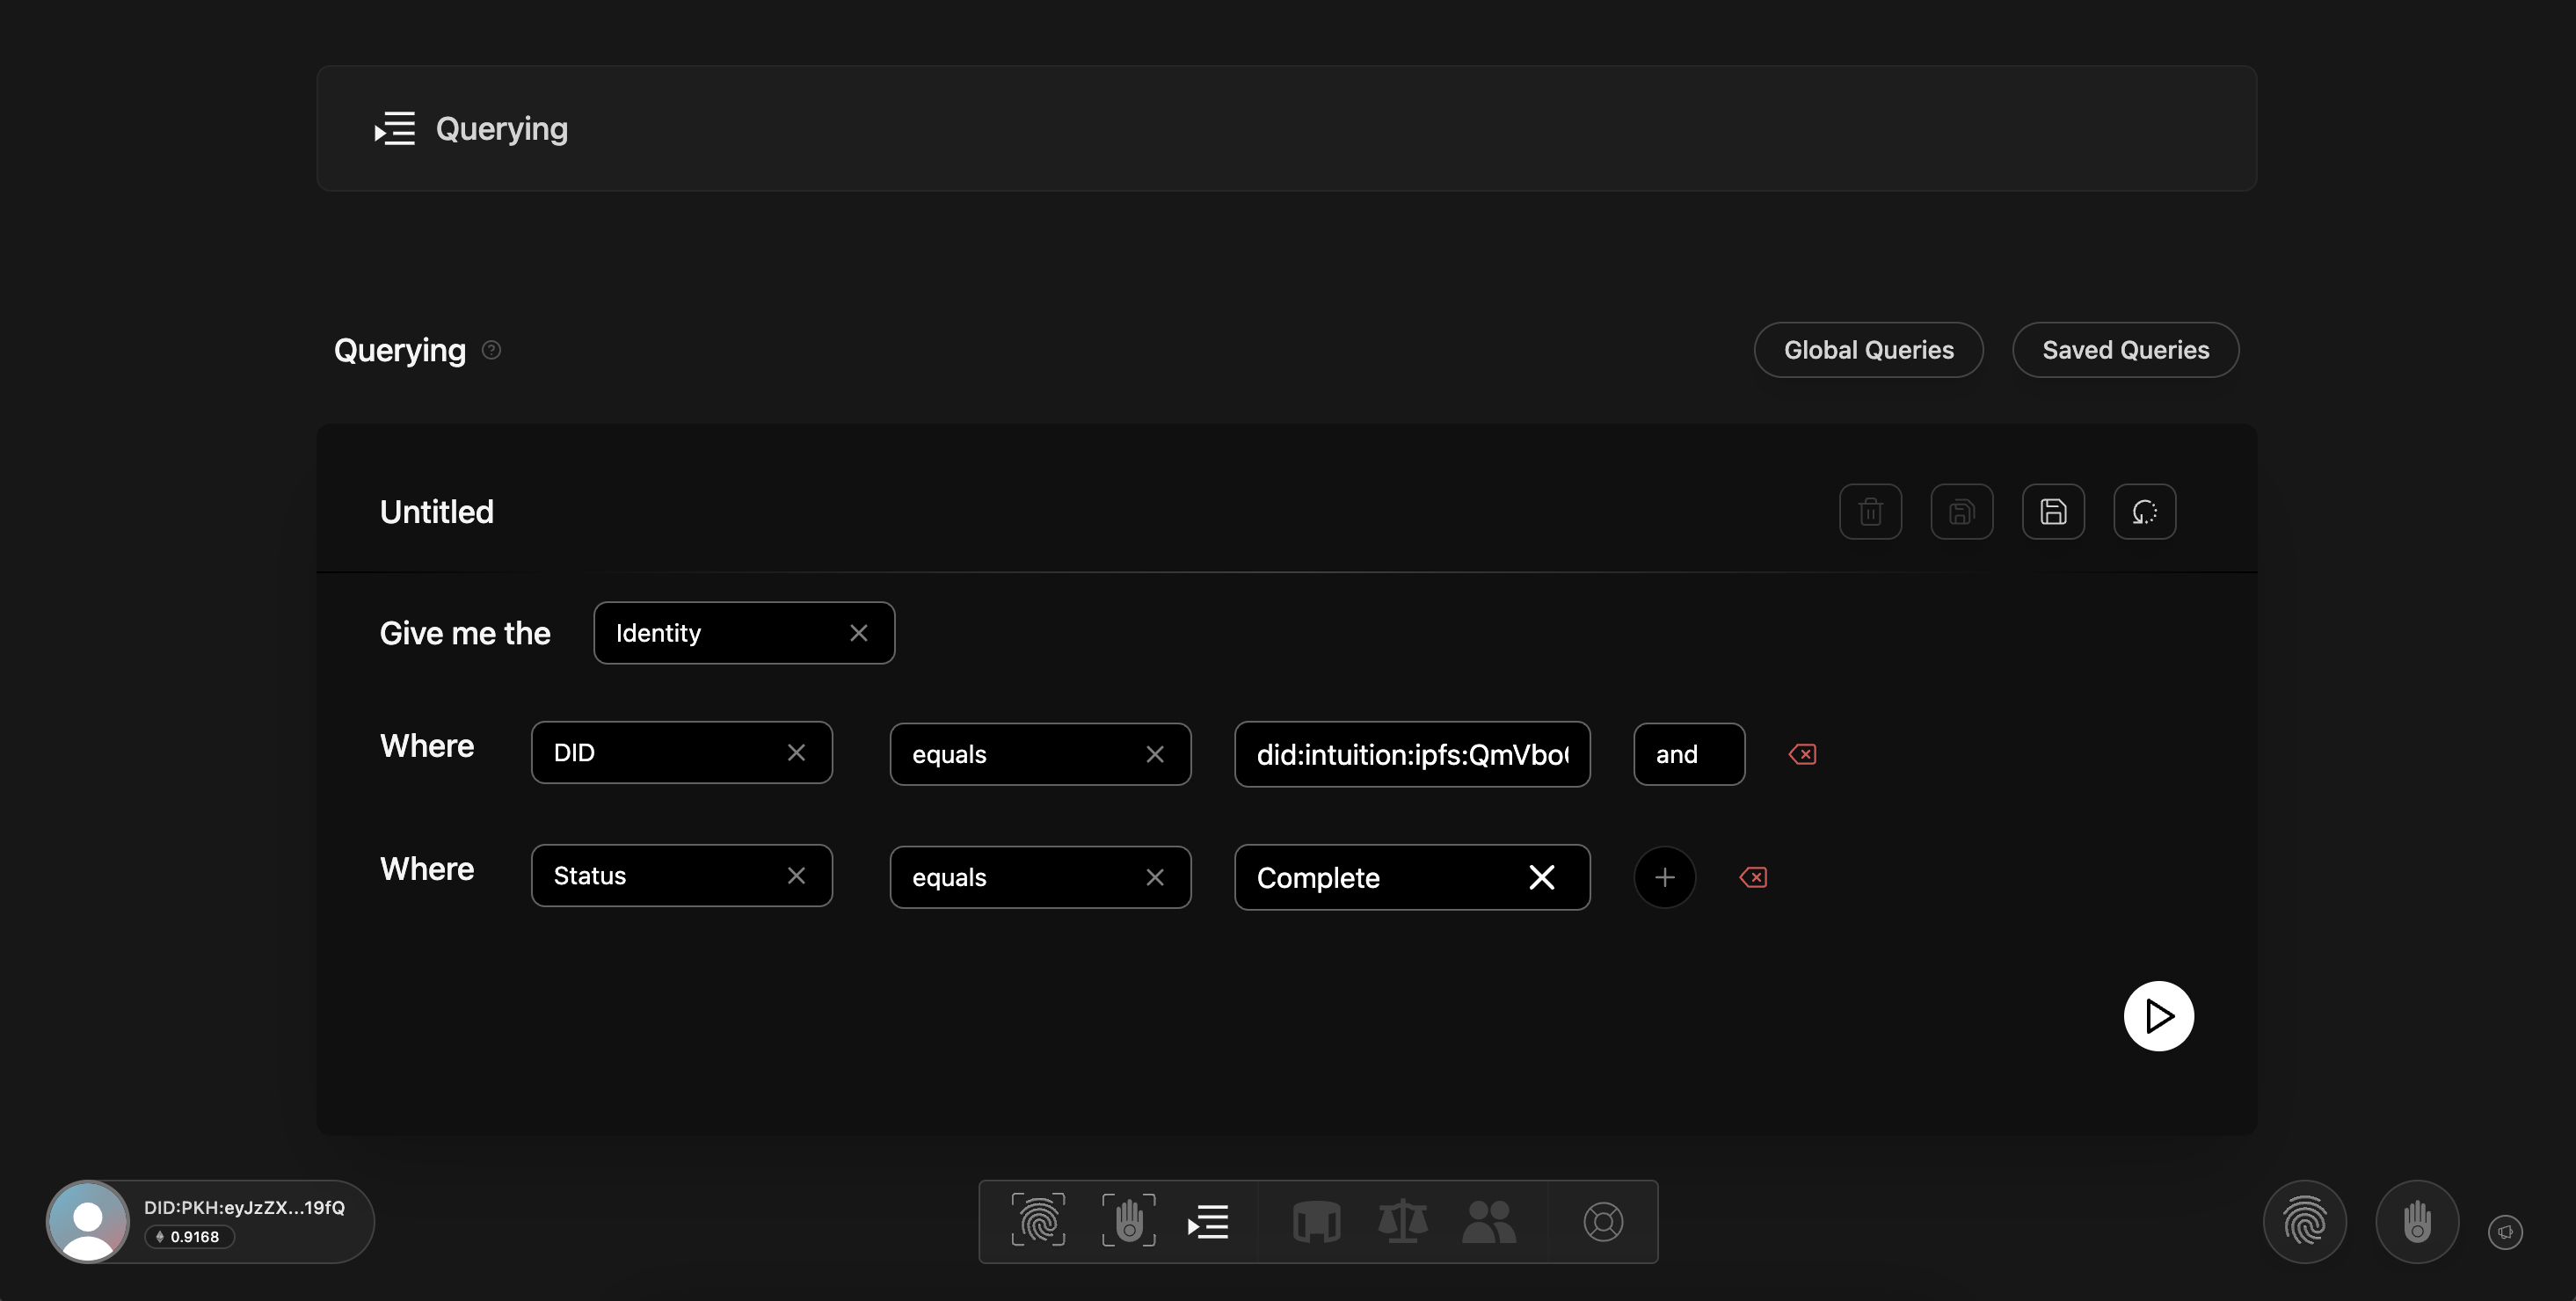 Querying
Querying
Global Queries
Saved Queries
Untitled
Give me the Identity
Where DID equals did:intuition:ipfs:QmVbo and
Where Status equals Complete
DID:PKH:eyJzZX...19fQ
0.9168